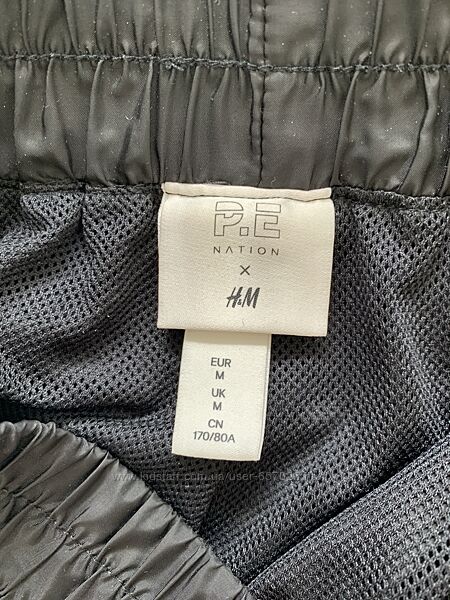 P.E
NATION
X
H&M
EUR
M
UK
M
CN
170/80A